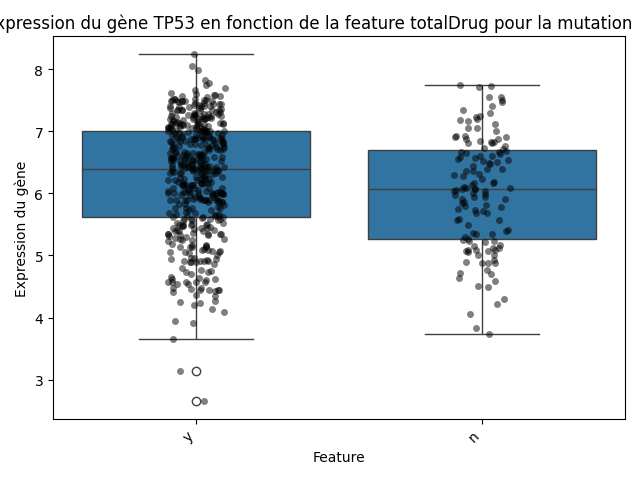 xpression du gène TP53 en fonction de la feature totalDrug pour la mutation
Expression du gène
8
7
6
5
4
3
y
n
Feature